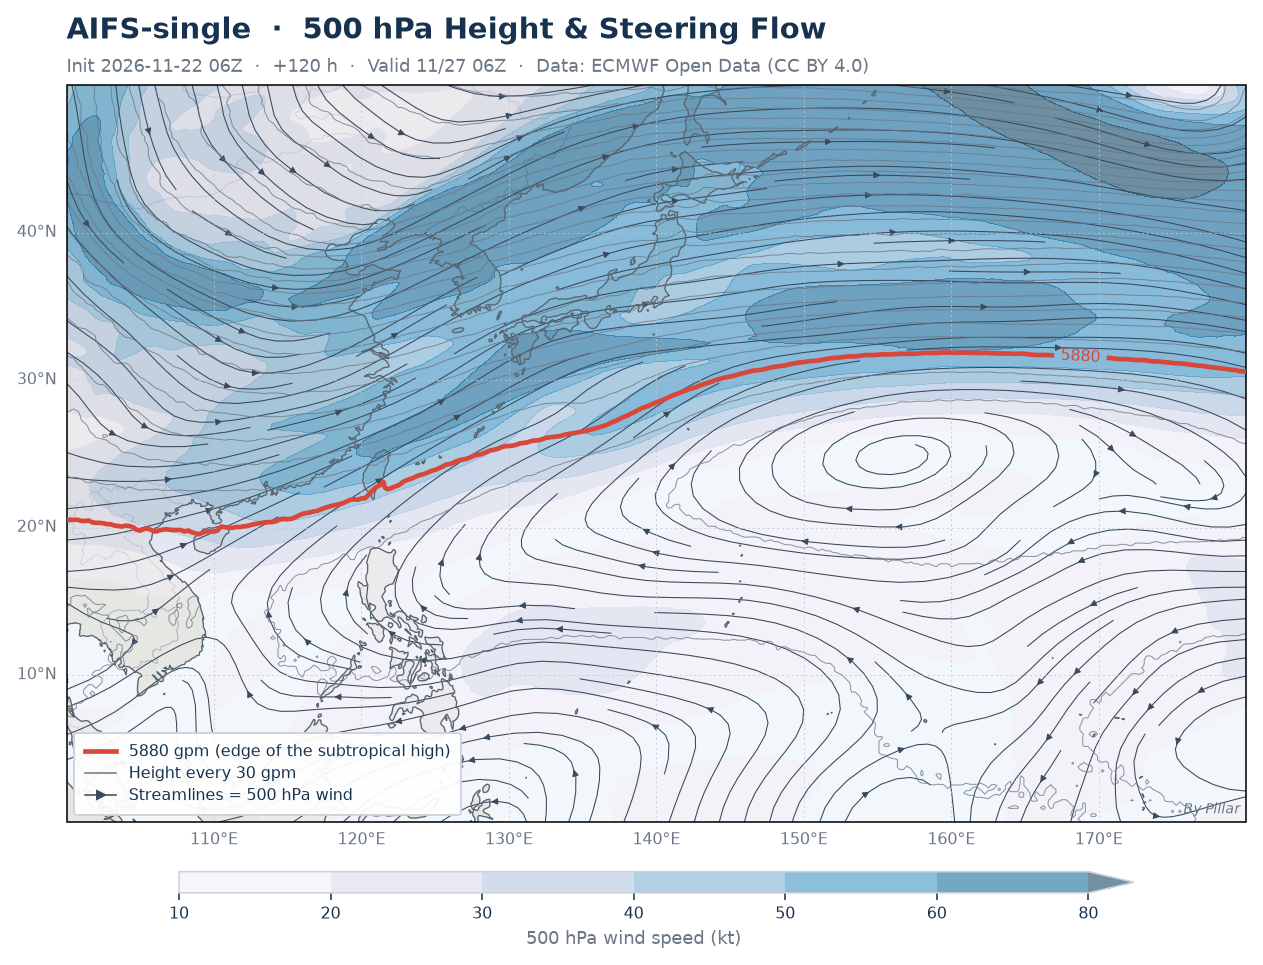 AIFS-single · 500 hPa Height & Steering Flow
Init 2026-11-22 06Z · +120 h · Valid 11/27 06Z · Data: ECMWF Open Data (CC BY 4.0)
40°N
30°N
20°N
10°N
5880
5880 gpm (edge of the subtropical high)
Height every 30 gpm
Streamlines = 500 hPa wind
By Pillar
110°E 120°E 130°E 140°E 150°E 160°E 170°E
10 20 30 40 50 60 80
500 hPa wind speed (kt)